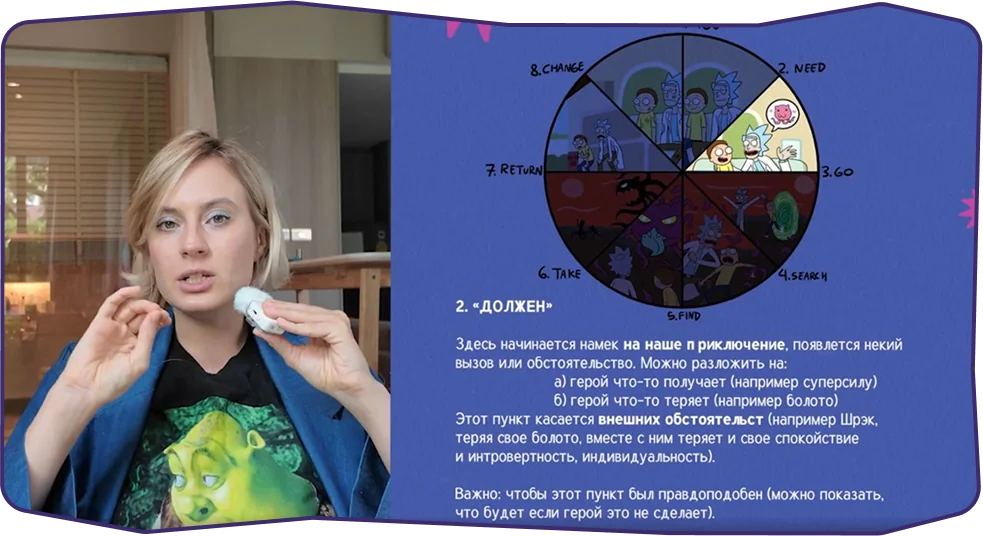 8. CHANGE
2. NEED
7. RETURN
3. GO
6. TAKE
4. SEARCH
5. FIND
2. «ДОЛЖЕН»
Здесь начинается намек на наше п риключение, появлется некий
вызов или обстоятельство. Можно разложить на:
а) герой что-то получает (например суперсилу)
б) герой что-то теряет (например болото)
Этот пункт касается внешних обстоятельст (например Шрэк,
теряя свое болото, вместе с ним теряет и свое спокойствие
и интровертность, индивидуальность).
Важно: чтобы этот пункт был правдоподобен (можно показать,
что будет если герой это не сделает).